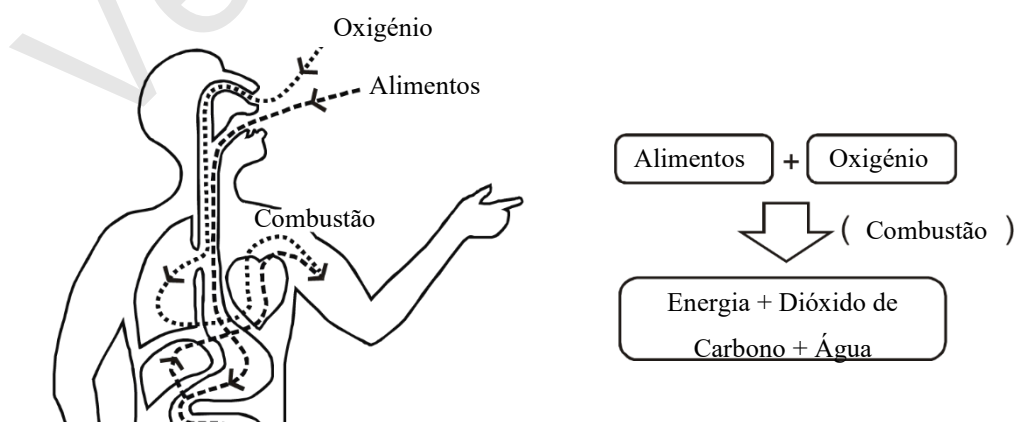 Oxigénio
Alimentos
Combustão
Alimentos + Oxigénio
( Combustão )
Energia + Dióxido de
Carbono + Água